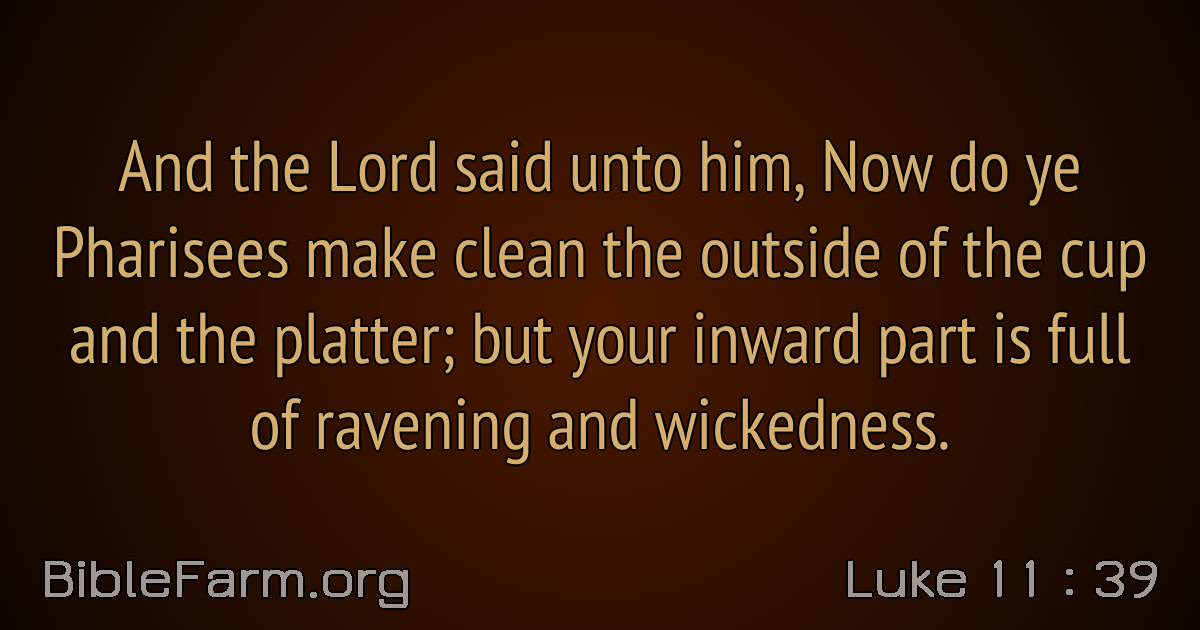 And the Lord said unto him, Now do ye
Pharisees make clean the outside of the cup
and the platter; but your inward part is full
of ravening and wickedness.
BibleFarm.org
Luke 11 : 39